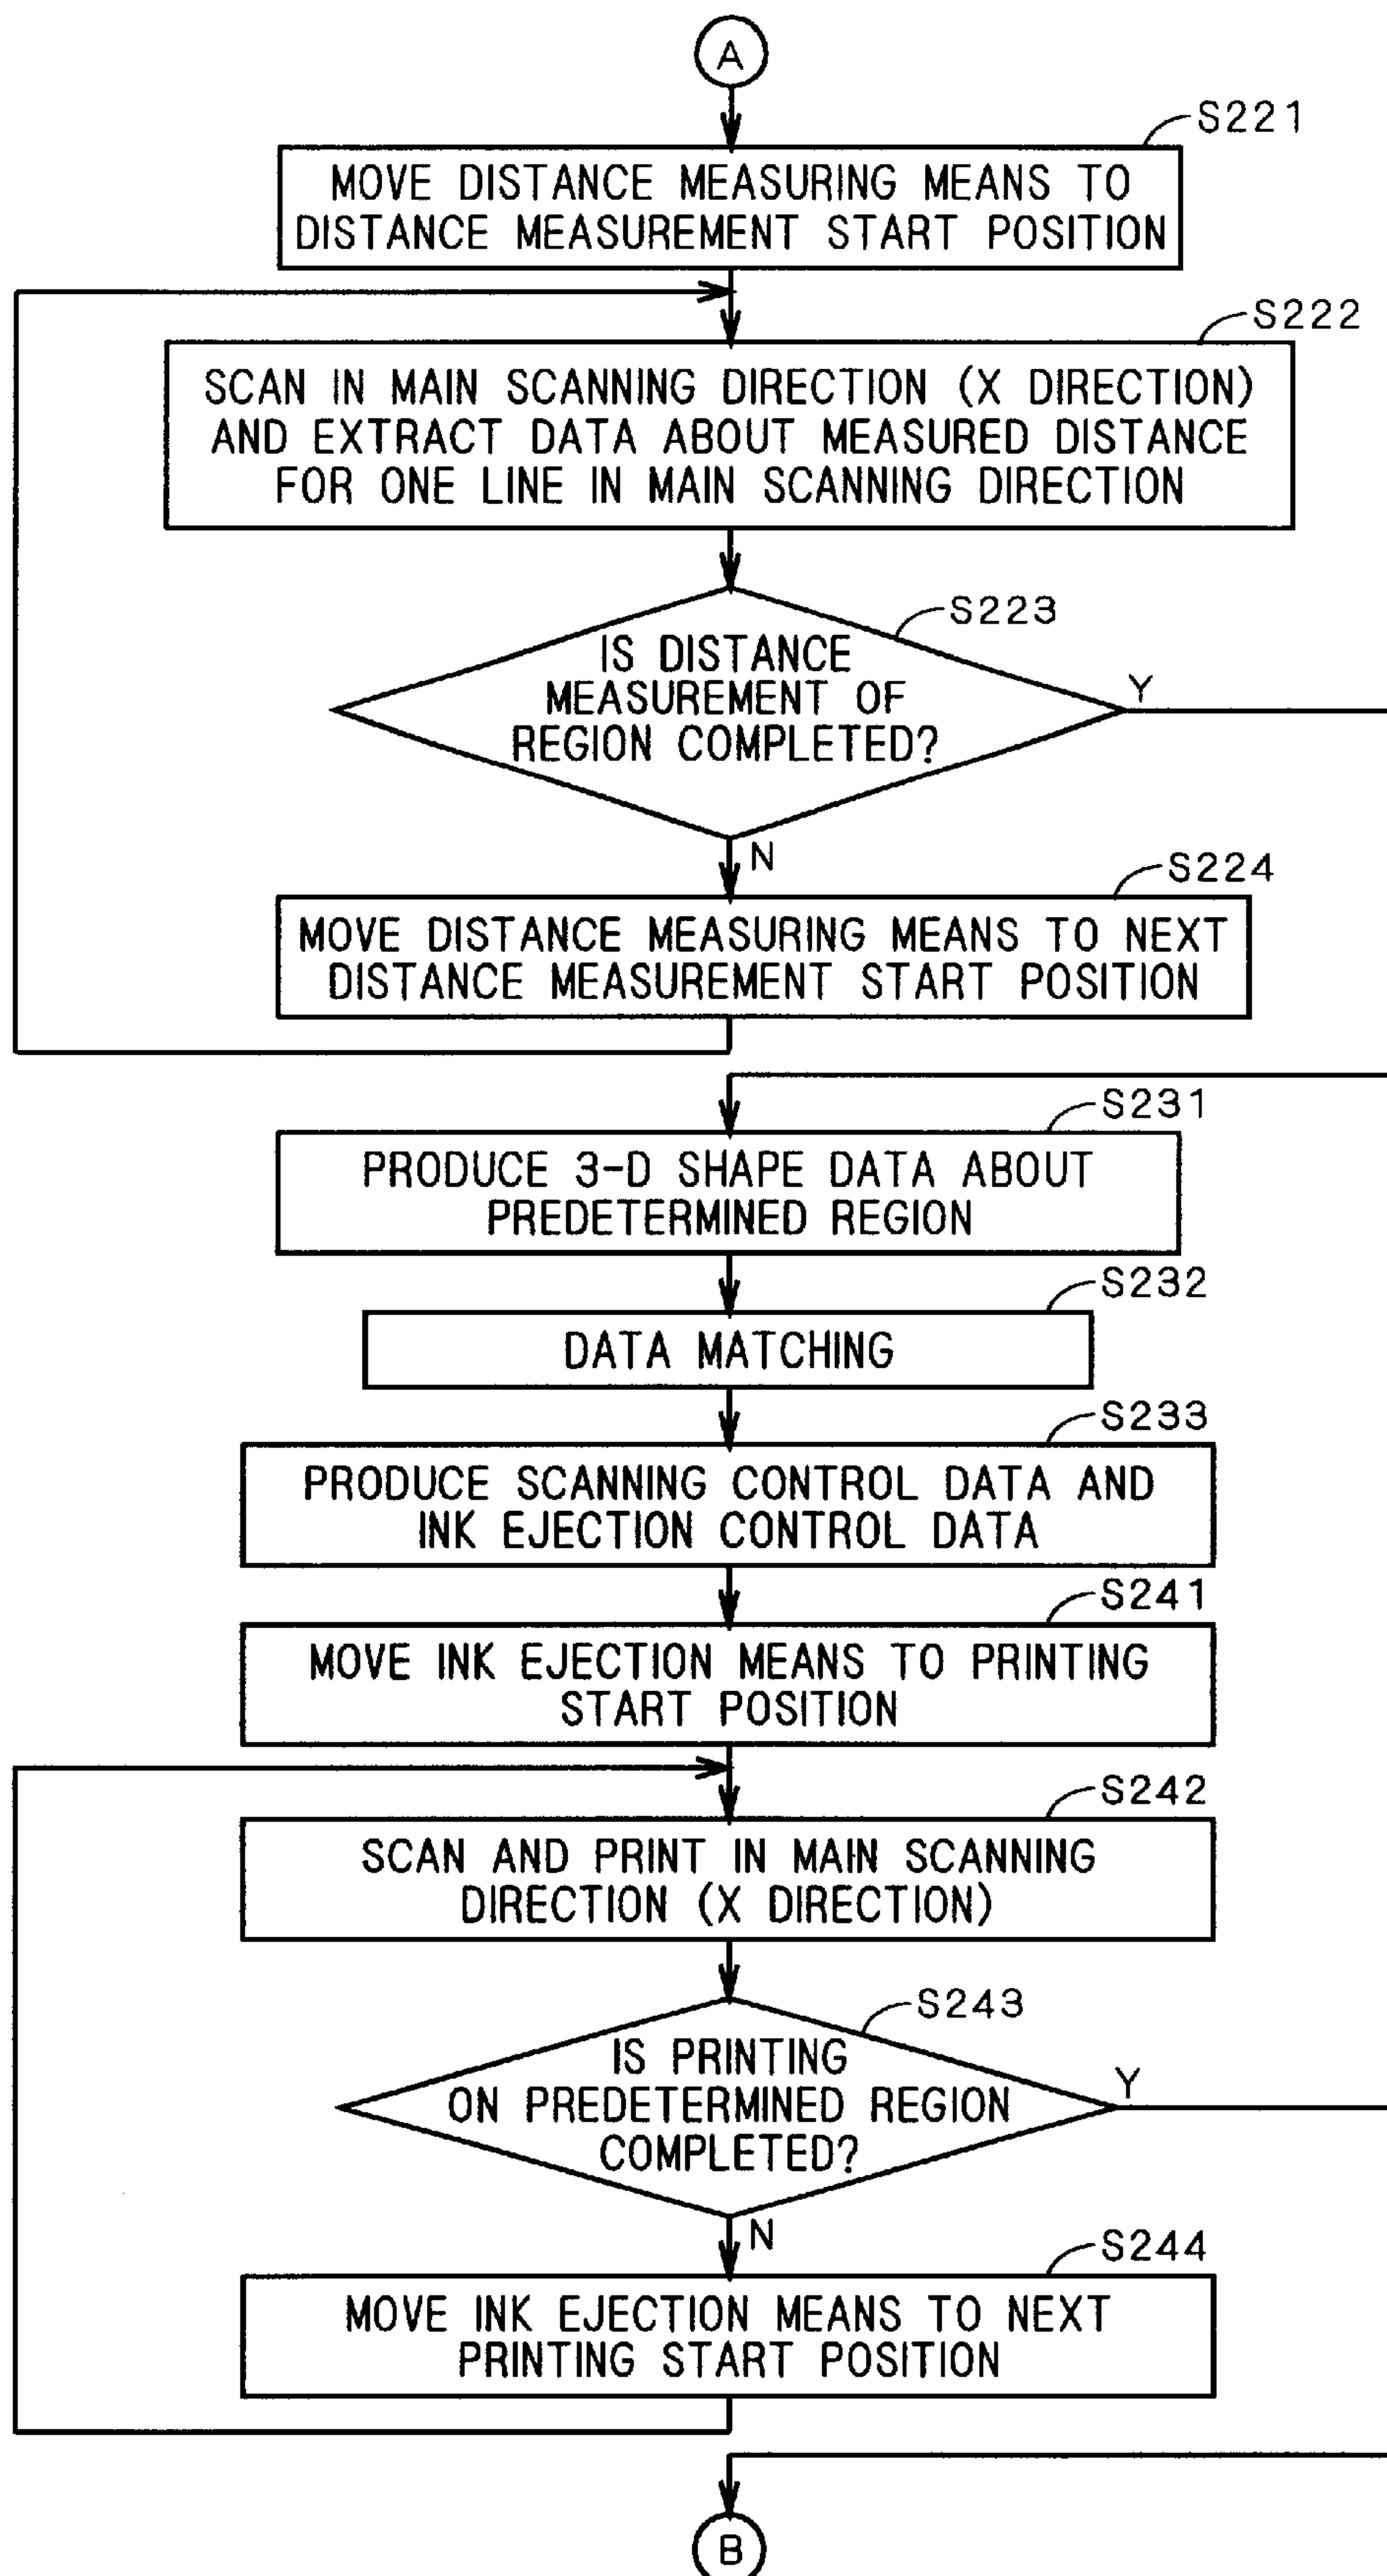 A
S221
MOVE DISTANCE MEASURING MEANS TO
DISTANCE MEASUREMENT START POSITION
S222
SCAN IN MAIN SCANNING DIRECTION (X DIRECTION)
AND EXTRACT DATA ABOUT MEASURED DISTANCE
FOR ONE LINE IN MAIN SCANNING DIRECTION
S223
IS DISTANCE
MEASUREMENT OF
REGION COMPLETED?
Y
N
S224
MOVE DISTANCE MEASURING MEANS TO NEXT
DISTANCE MEASUREMENT START POSITION
S231
PRODUCE 3-D SHAPE DATA ABOUT
PREDETERMINED REGION
S232
DATA MATCHING
S233
PRODUCE SCANNING CONTROL DATA AND
INK EJECTION CONTROL DATA
S241
MOVE INK EJECTION MEANS TO PRINTING
START POSITION
S242
SCAN AND PRINT IN MAIN SCANNING
DIRECTION (X DIRECTION)
S243
IS PRINTING
ON PREDETERMINED REGION
COMPLETED?
Y
N
S244
MOVE INK EJECTION MEANS TO NEXT
PRINTING START POSITION
B